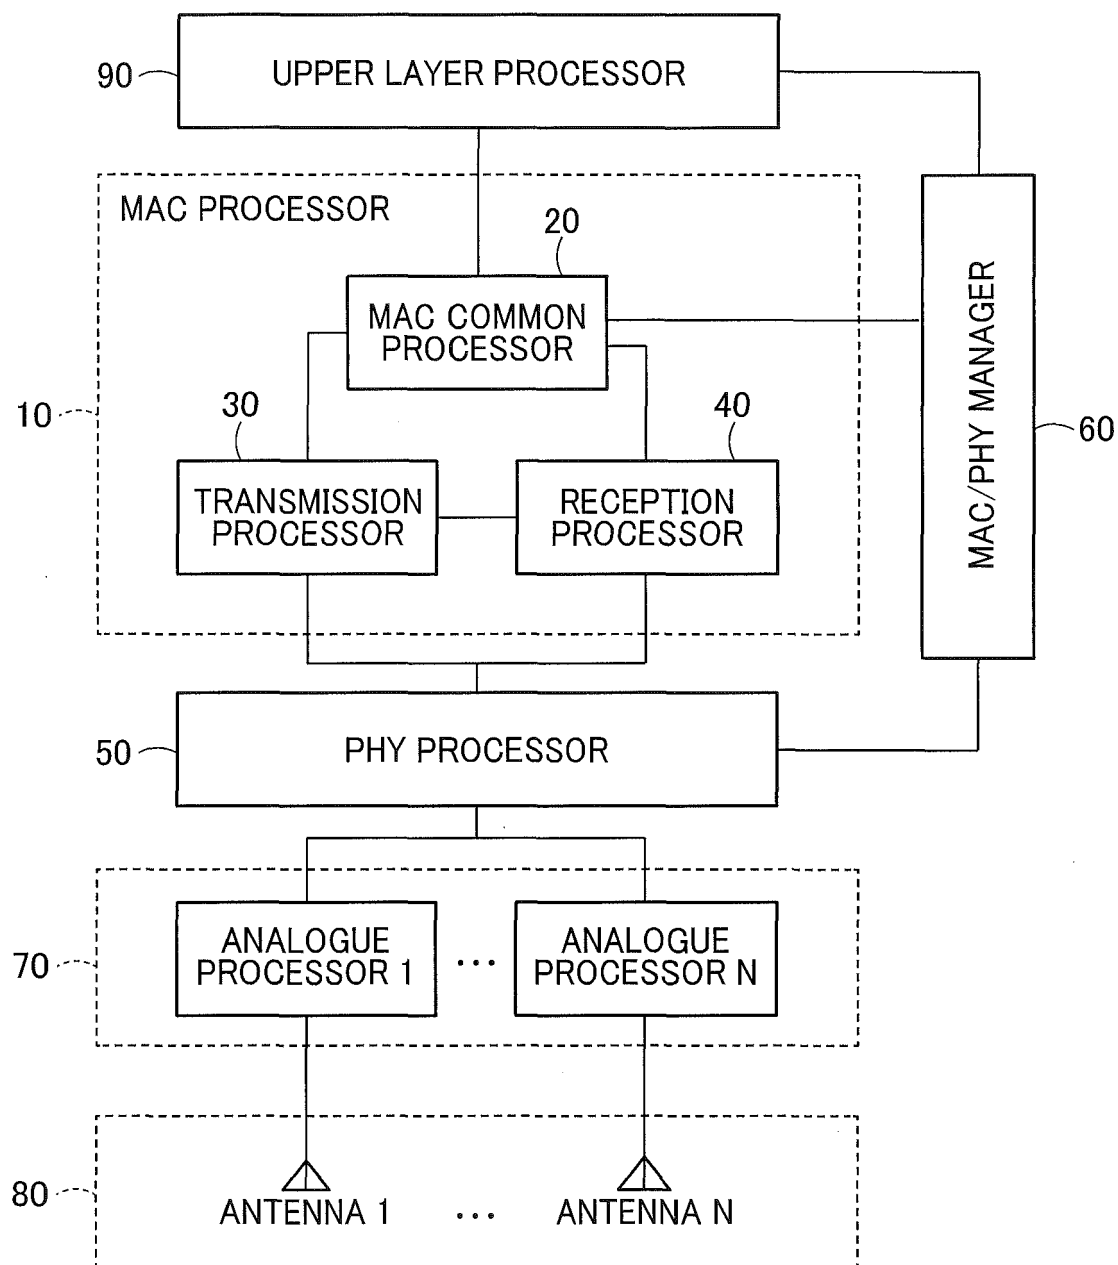 90
UPPER LAYER PROCESSOR
MAC PROCESSOR
20
MAC COMMON
PROCESSOR
10
30
40
TRANSMISSION
PROCESSOR
RECEPTION
PROCESSOR
MAC/PHY MANAGER
60
50
PHY PROCESSOR
70
ANALOGUE
PROCESSOR 1
...
ANALOGUE
PROCESSOR N
80
ANTENNA 1
...
ANTENNA N